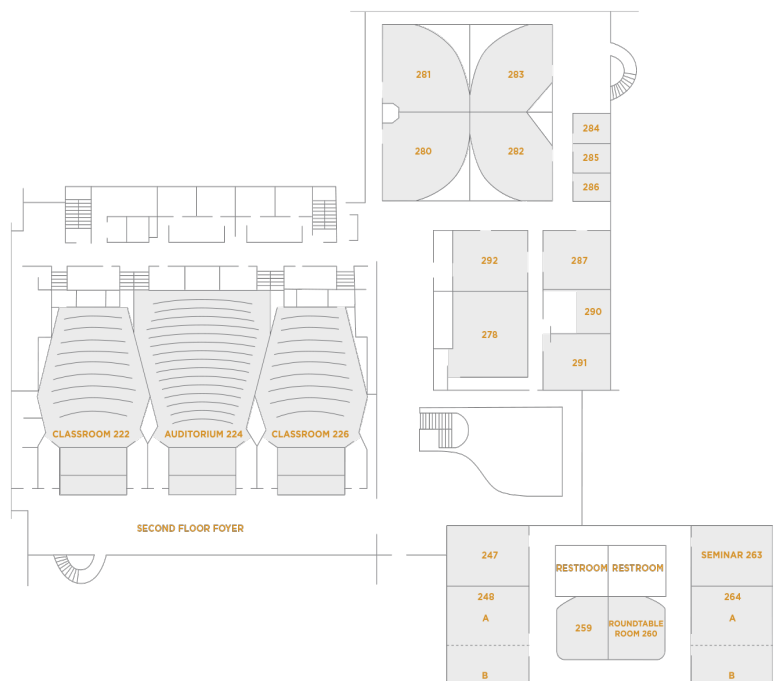 281
283
280
282
284
285
286
292
287
290
278
291
CLASSROOM 222
AUDITORIUM 224
CLASSROOM 226
SECOND FLOOR FOYER
247
RESTROOM
RESTROOM
SEMINAR 263
248
A
B
259
ROUNDTABLE
ROOM 260
264
A
B